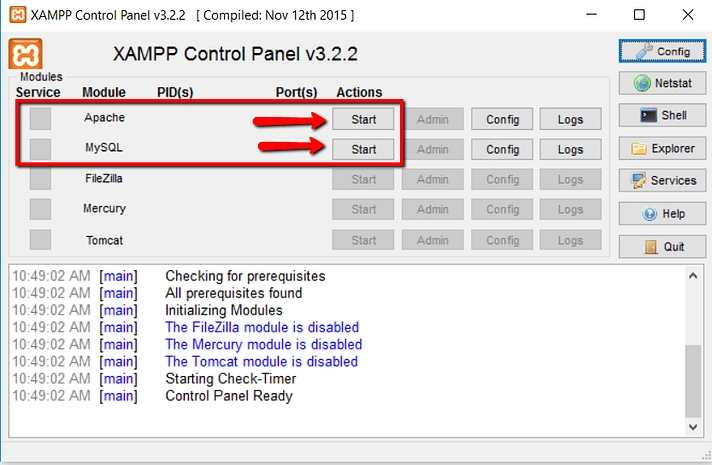 XAMPP Control Panel v3.2.2 [ Compiled: Nov 12th 2015 ]
XAMPP Control Panel v3.2.2
Config
Modules
Service Module PID(s) Port(s) Actions
Netstat
Apache Start Admin Config Logs
Shell
MySQL Start Admin Config Logs
Explorer
FileZilla Start Admin Config Logs
Services
Mercury Start Admin Config Logs
Help
Tomcat Start Admin Config Logs
Quit
10:49:02 AM [main] Checking for prerequisites
10:49:02 AM [main] All prerequisites found
10:49:02 AM [main] Initializing Modules
10:49:02 AM [main] The FileZilla module is disabled
10:49:02 AM [main] The Mercury module is disabled
10:49:02 AM [main] The Tomcat module is disabled
10:49:02 AM [main] Starting Check-Timer
10:49:02 AM [main] Control Panel Ready